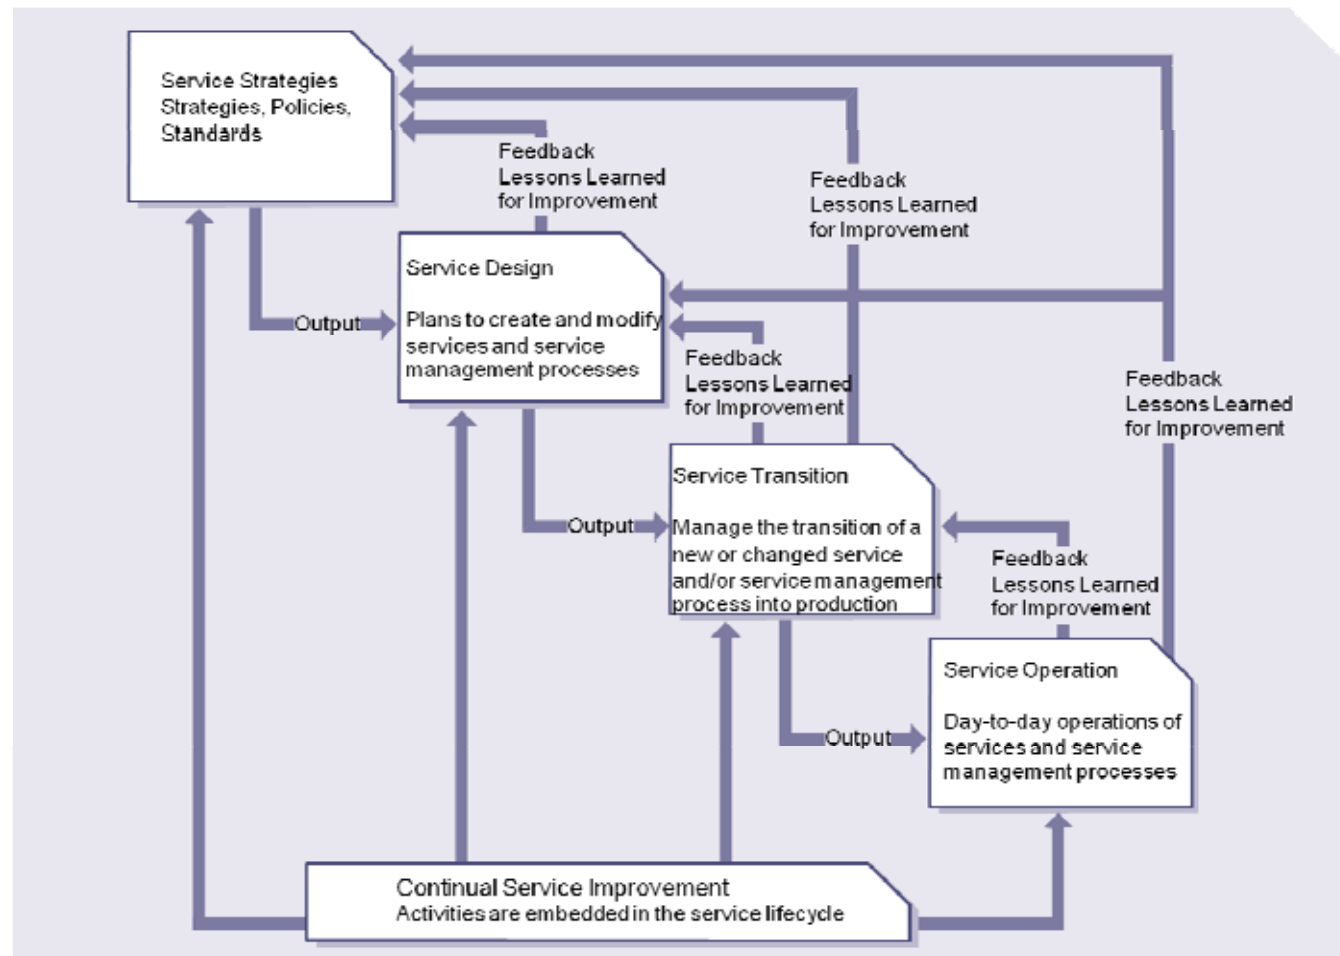 Service Strategies
Strategies, Policies,
Standards
Feedback
Lessons Learned
for Improvement
Feedback
Lessons Learned
for Improvement
Service Design
Plans to create and modify
services and service
management processes
Output
Feedback
Lessons Learned
for Improvement
Feedback
Lessons Learned
for Improvement
Service Transition
Manage the transition of a
new or changed service
and/or service management
process into production
Output
Feedback
Lessons Learned
for Improvement
Service Operation
Day-to-day operations of
services and service
management processes
Output
Continual Service Improvement
Activities are embedded in the service lifecycle